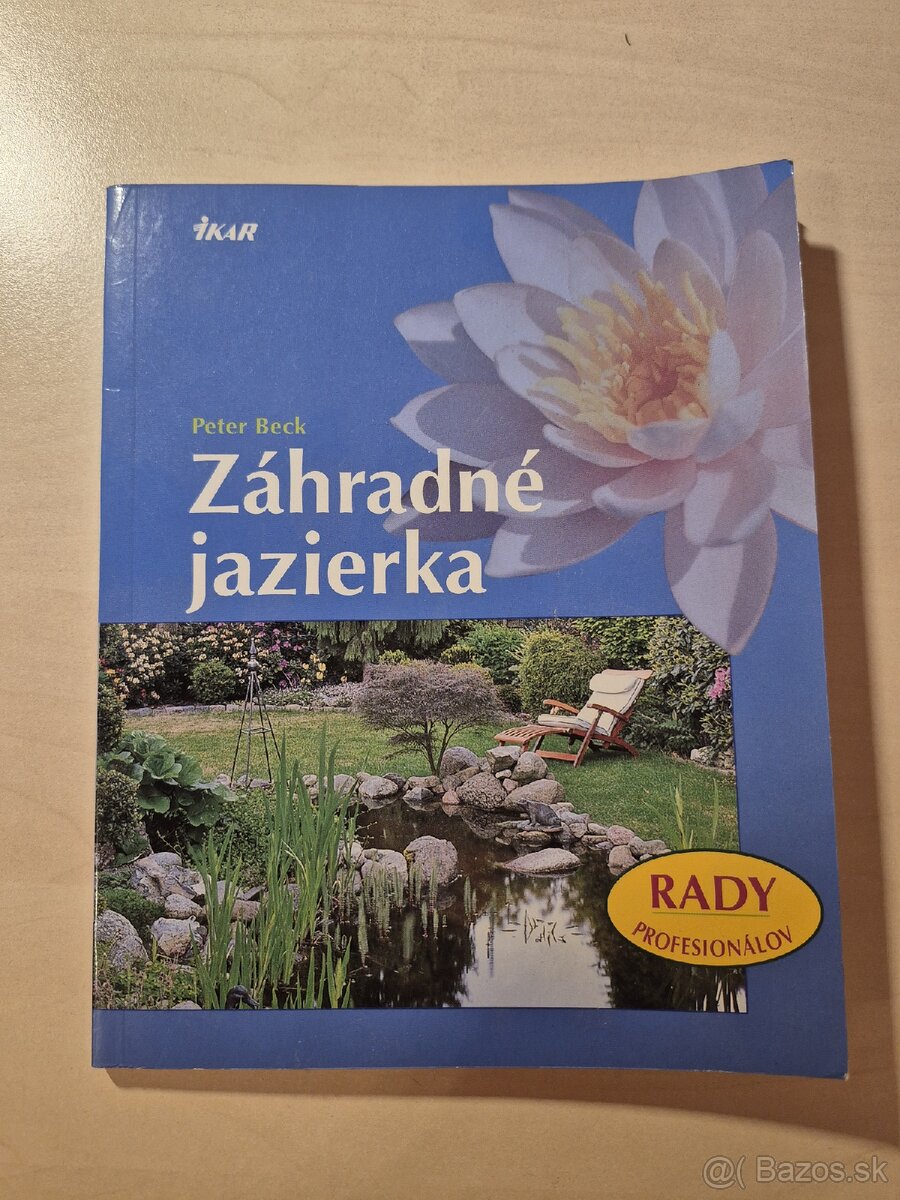 iKAR
Peter Beck
Záhradné
jazierka
RADY
PROFESIONÁLOV
@( Bazos.sk